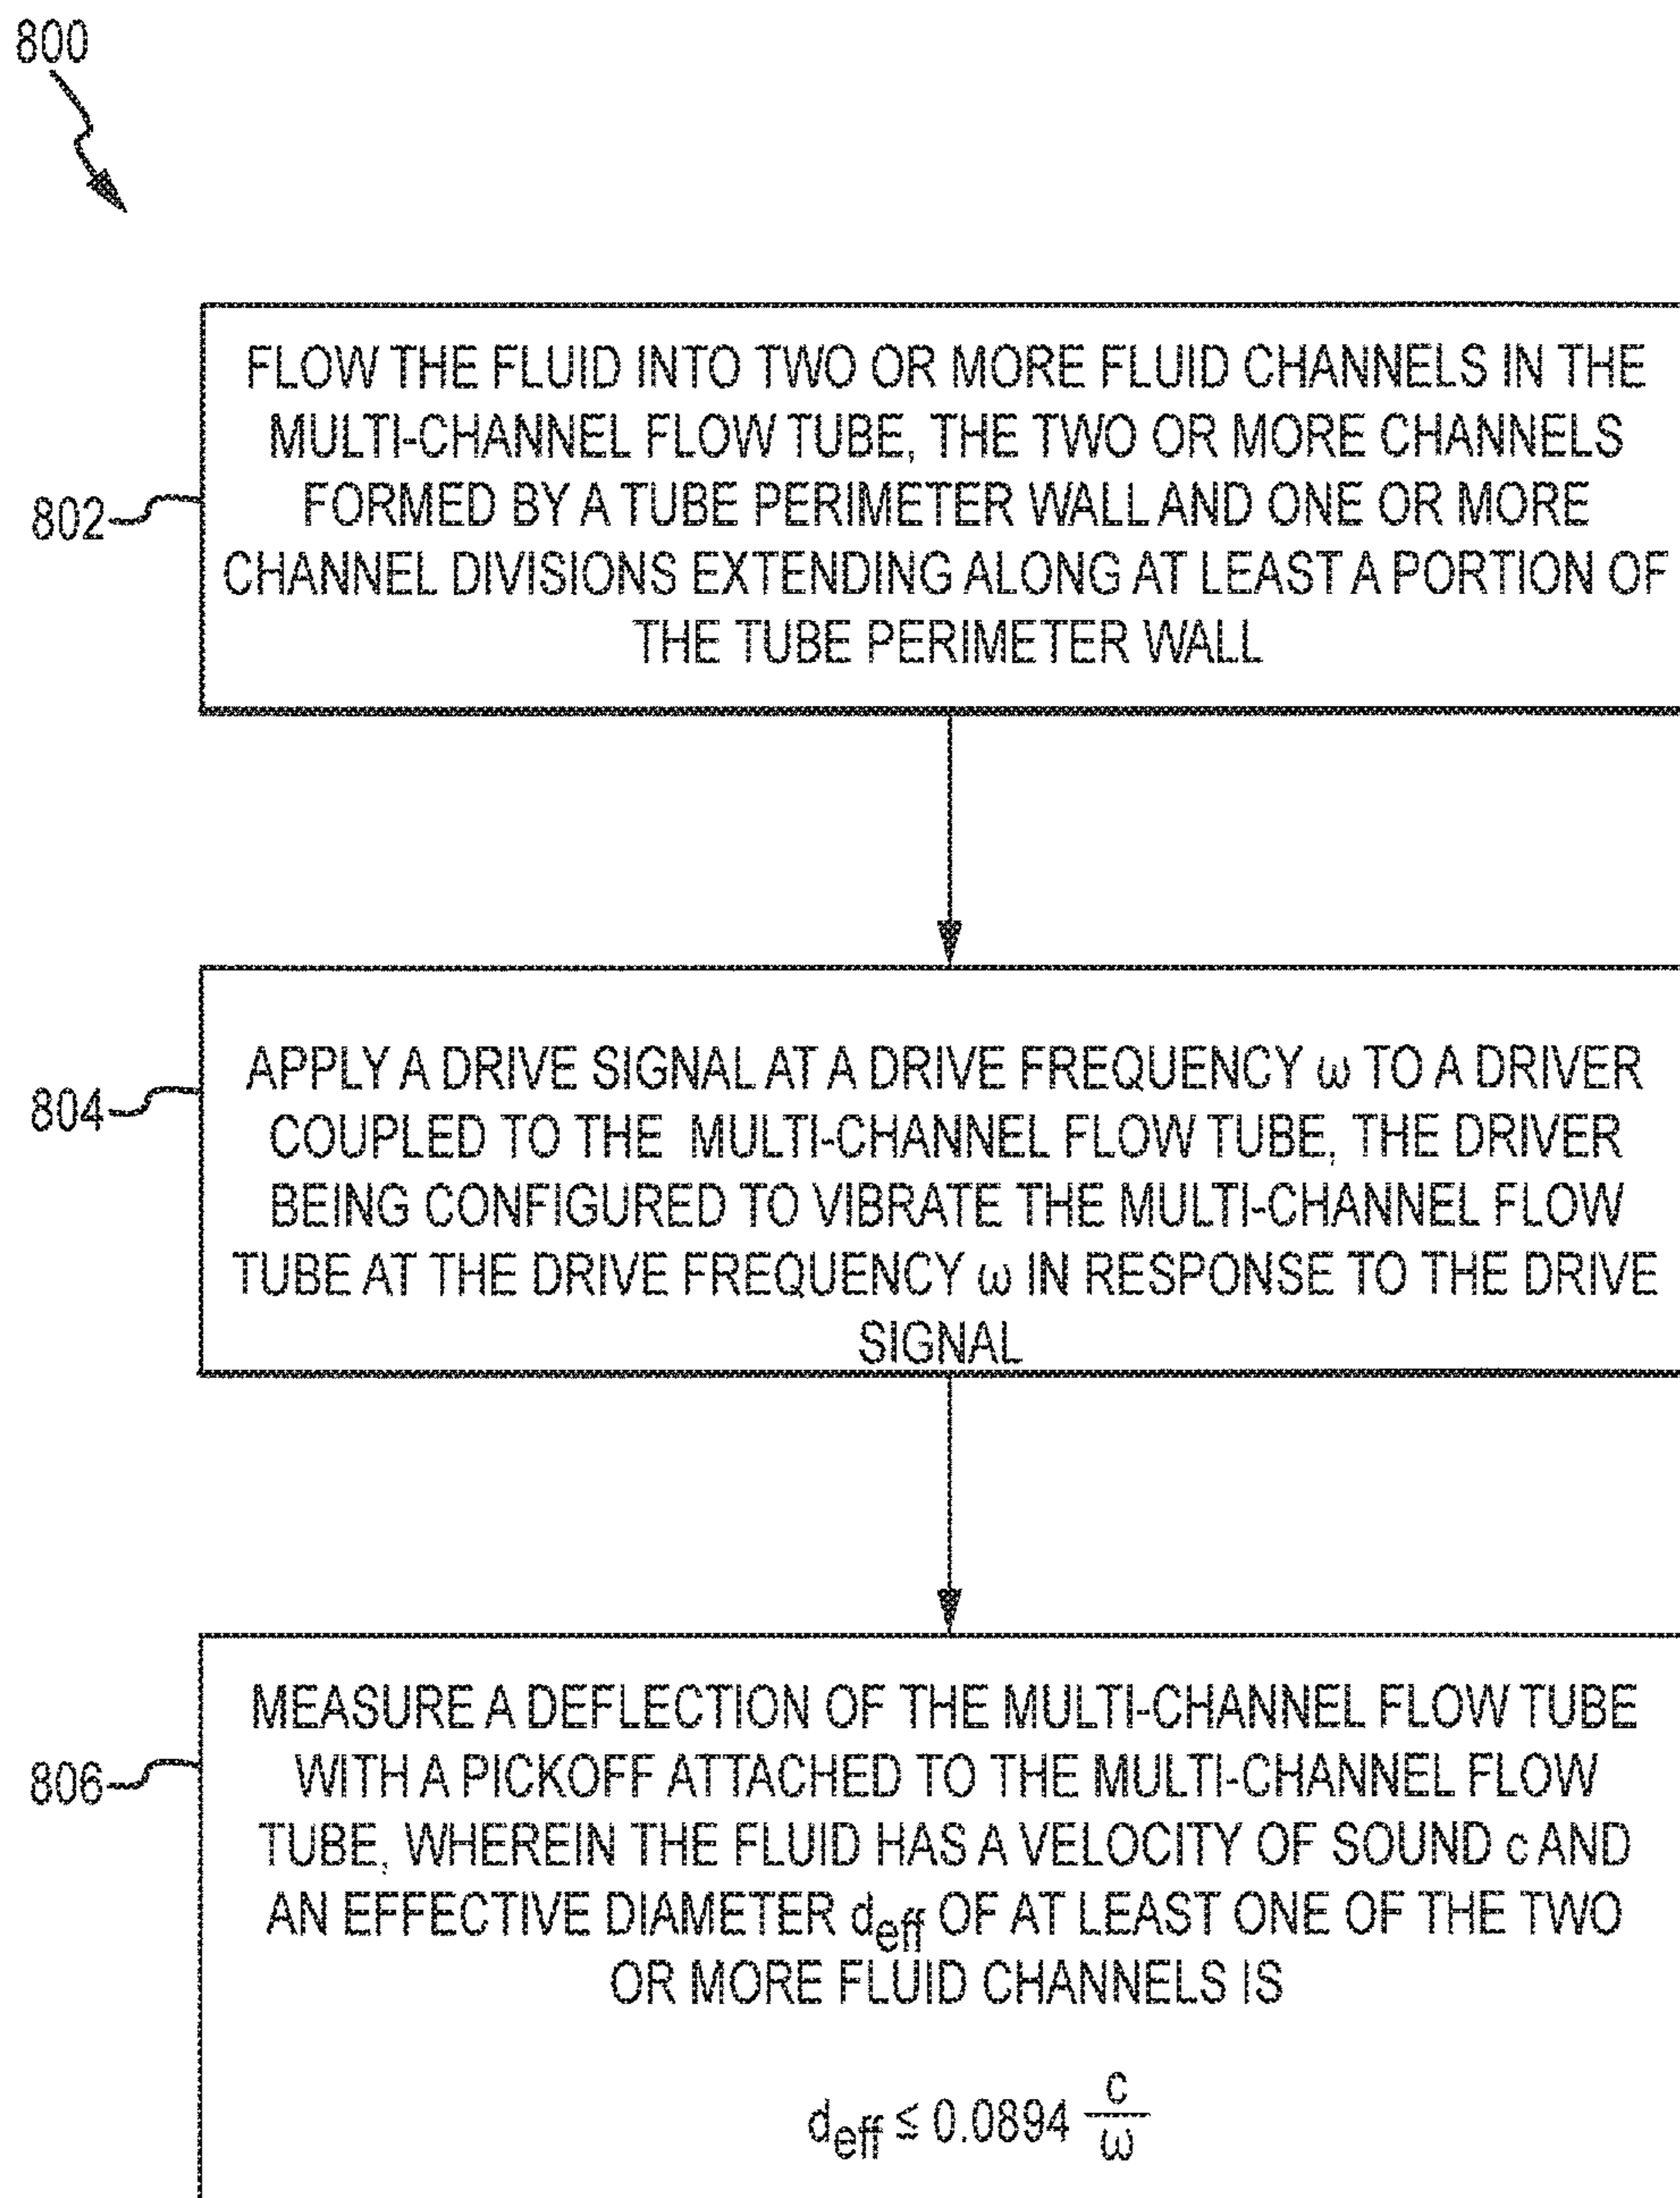 800
802
FLOW THE FLUID INTO TWO OR MORE FLUID CHANNELS IN THE
MULTI-CHANNEL FLOW TUBE, THE TWO OR MORE CHANNELS
FORMED BY A TUBE PERIMETER WALL AND ONE OR MORE
CHANNEL DIVISIONS EXTENDING ALONG AT LEAST A PORTION OF
THE TUBE PERIMETER WALL
804
APPLY A DRIVE SIGNAL AT A DRIVE FREQUENCY ω TO A DRIVER
COUPLED TO THE MULTI-CHANNEL FLOW TUBE, THE DRIVER
BEING CONFIGURED TO VIBRATE THE MULTI-CHANNEL FLOW
TUBE AT THE DRIVE FREQUENCY ω IN RESPONSE TO THE DRIVE
SIGNAL
806
MEASURE A DEFLECTION OF THE MULTI-CHANNEL FLOW TUBE
WITH A PICKOFF ATTACHED TO THE MULTI-CHANNEL FLOW
TUBE, WHEREIN THE FLUID HAS A VELOCITY OF SOUND c AND
AN EFFECTIVE DIAMETER d_eff OF AT LEAST ONE OF THE TWO
OR MORE FLUID CHANNELS IS
d_eff ≦ 0.0894 c/ω